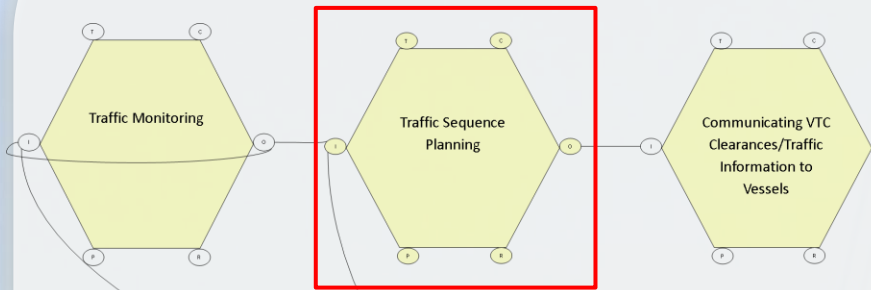 T C T C T C
Traffic Monitoring
Traffic Sequence
Planning
Communicating VTC
Clearances/Traffic
Information to
Vessels
I O I O I
P R P R P R